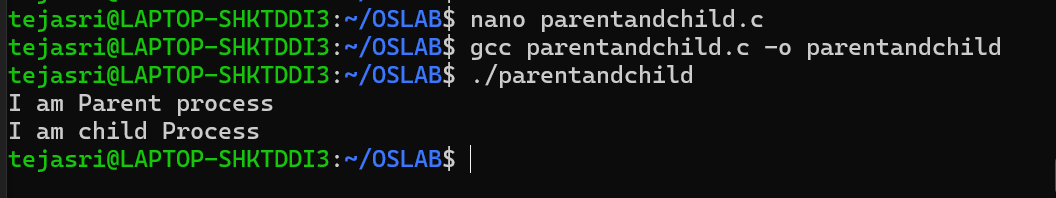 tejasri@LAPTOP-SHKTDDI3:~/OSLAB$ nano parentandchild.c
tejasri@LAPTOP-SHKTDDI3:~/OSLAB$ gcc parentandchild.c -o parentandchild
tejasri@LAPTOP-SHKTDDI3:~/OSLAB$ ./parentandchild
I am Parent process
I am child Process
tejasri@LAPTOP-SHKTDDI3:~/OSLAB$